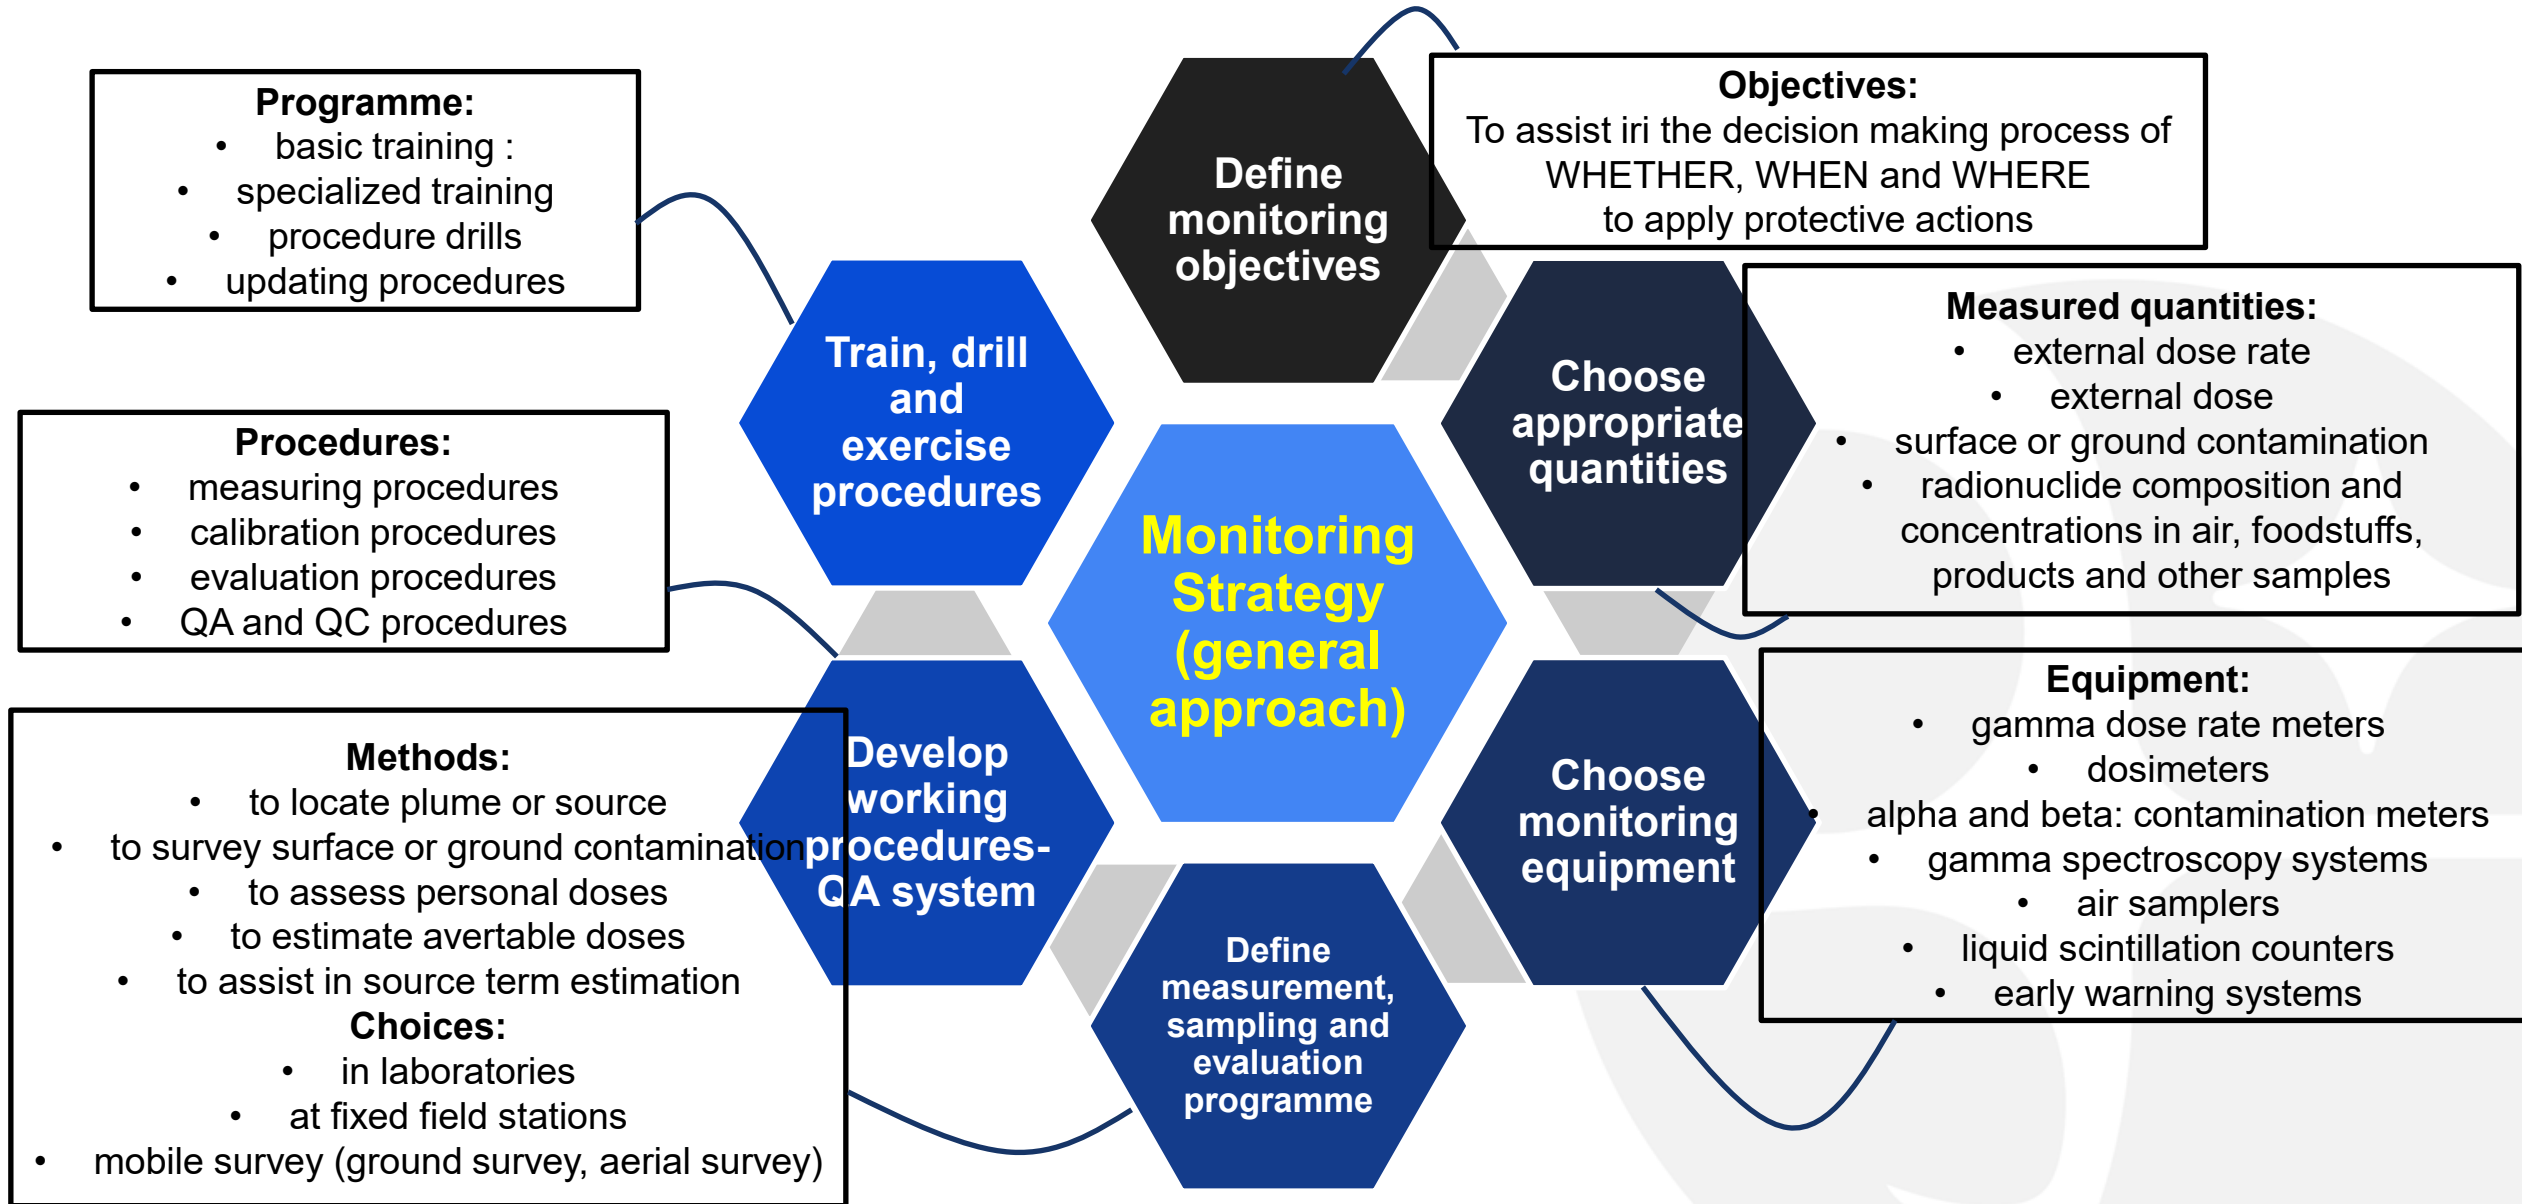 Programme:
• basic training :
• specialized training
• procedure drills
• updating procedures
Define
monitoring
objectives
Objectives:
To assist iri the decision making process of
WHETHER, WHEN and WHERE
to apply protective actions
Train, drill
and
exercise
procedures
Choose
appropriate
quantities
Measured quantities:
• external dose rate
• external dose
• surface or ground contamination
• radionuclide composition and
concentrations in air, foodstuffs,
products and other samples
Procedures:
• measuring procedures
• calibration procedures
• evaluation procedures
• QA and QC procedures
Monitoring
Strategy
(general
approach)
Develop
working
procedures-
QA system
Choose
monitoring
equipment
Equipment:
• gamma dose rate meters
• dosimeters
• alpha and beta: contamination meters
• gamma spectroscopy systems
• air samplers
• liquid scintillation counters
• early warning systems
Methods:
• to locate plume or source
• to survey surface or ground contamination
• to assess personal doses
• to estimate avertable doses
• to assist in source term estimation
Choices:
• in laboratories
• at fixed field stations
• mobile survey (ground survey, aerial survey)
Define
measurement,
sampling and
evaluation
programme